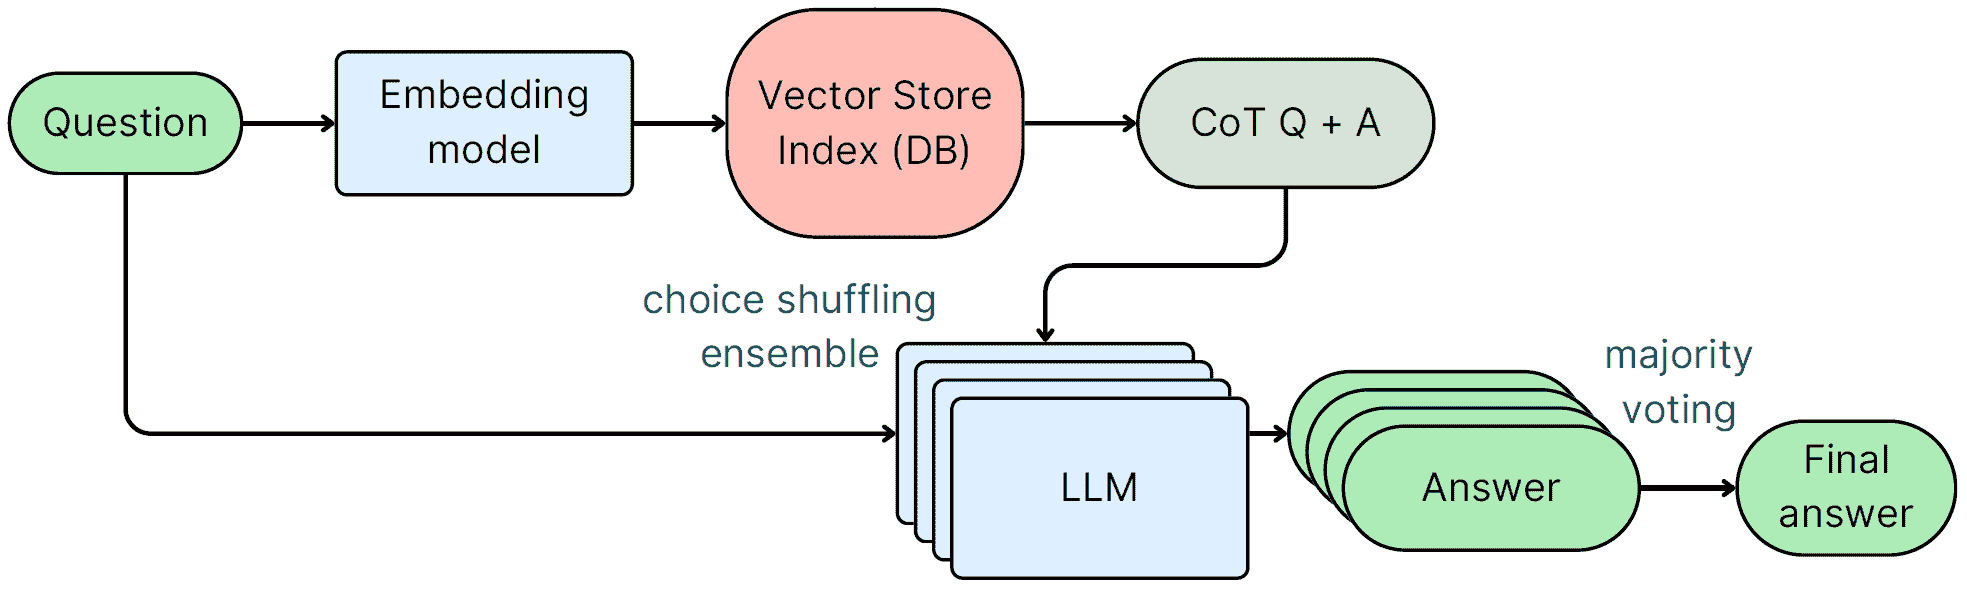 Question
Embedding
model
Vector Store
Index (DB)
CoT Q + A
choice shuffling
ensemble
LLM
Answer
majority
voting
Final
answer